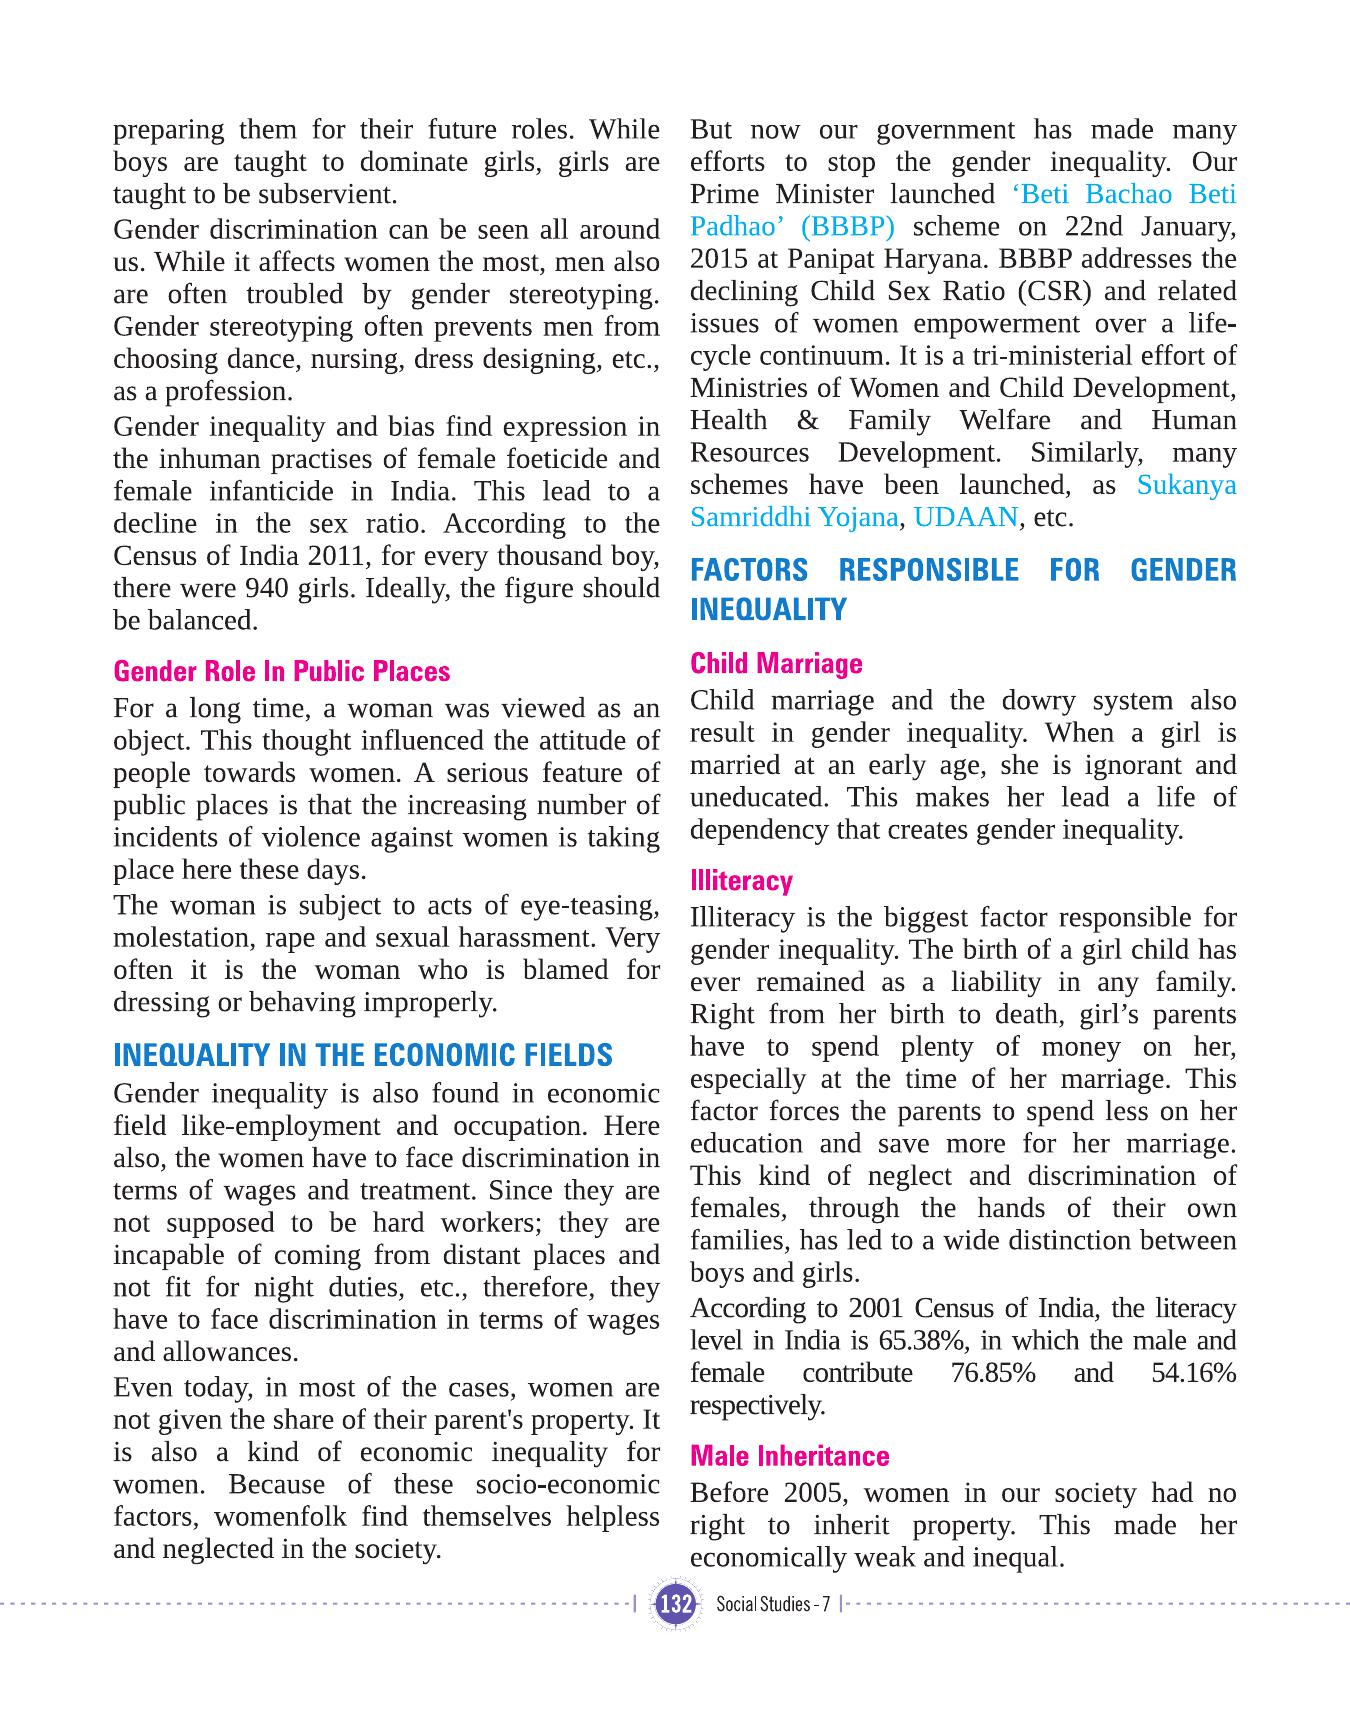 preparing them for their future roles. While
boys are taught to dominate girls, girls are
taught to be subservient.
Gender discrimination can be seen all around
us. While it affects women the most, men also
are often troubled by gender stereotyping.
Gender stereotyping often prevents men from
choosing dance, nursing, dress designing, etc.,
as a profession.
Gender inequality and bias find expression in
the inhuman practises of female foeticide and
female infanticide in India. This lead to a
decline in the sex ratio. According to the
Census of India 2011, for every thousand boy,
there were 940 girls. Ideally, the figure should
be balanced.
Gender Role In Public Places
For a long time, a woman was viewed as an
object. This thought influenced the attitude of
people towards women. A serious feature of
public places is that the increasing number of
incidents of violence against women is taking
place here these days.
The woman is subject to acts of eye-teasing,
molestation, rape and sexual harassment. Very
often it is the woman who is blamed for
dressing or behaving improperly.
INEQUALITY IN THE ECONOMIC FIELDS
Gender inequality is also found in economic
field like-employment and occupation. Here
also, the women have to face discrimination in
terms of wages and treatment. Since they are
not supposed to be hard workers; they are
incapable of coming from distant places and
not fit for night duties, etc., therefore, they
have to face discrimination in terms of wages
and allowances.
Even today, in most of the cases, women are
not given the share of their parent's property. It
is also a kind of economic inequality for
women. Because of these socio-economic
factors, womenfolk find themselves helpless
and neglected in the society.
But now our government has made many
efforts to stop the gender inequality. Our
Prime Minister launched ‘Beti Bachao Beti
Padhao’ (BBBP) scheme on 22nd January,
2015 at Panipat Haryana. BBBP addresses the
declining Child Sex Ratio (CSR) and related
issues of women empowerment over a life-
cycle continuum. It is a tri-ministerial effort of
Ministries of Women and Child Development,
Health & Family Welfare and Human
Resources Development. Similarly, many
schemes have been launched, as Sukanya
Samriddhi Yojana, UDAAN, etc.
FACTORS RESPONSIBLE FOR GENDER
INEQUALITY
Child Marriage
Child marriage and the dowry system also
result in gender inequality. When a girl is
married at an early age, she is ignorant and
uneducated. This makes her lead a life of
dependency that creates gender inequality.
Illiteracy
Illiteracy is the biggest factor responsible for
gender inequality. The birth of a girl child has
ever remained as a liability in any family.
Right from her birth to death, girl’s parents
have to spend plenty of money on her,
especially at the time of her marriage. This
factor forces the parents to spend less on her
education and save more for her marriage.
This kind of neglect and discrimination of
females, through the hands of their own
families, has led to a wide distinction between
boys and girls.
According to 2001 Census of India, the literacy
level in India is 65.38%, in which the male and
female contribute 76.85% and 54.16%
respectively.
Male Inheritance
Before 2005, women in our society had no
right to inherit property. This made her
economically weak and inequal.
132 Social Studies - 7